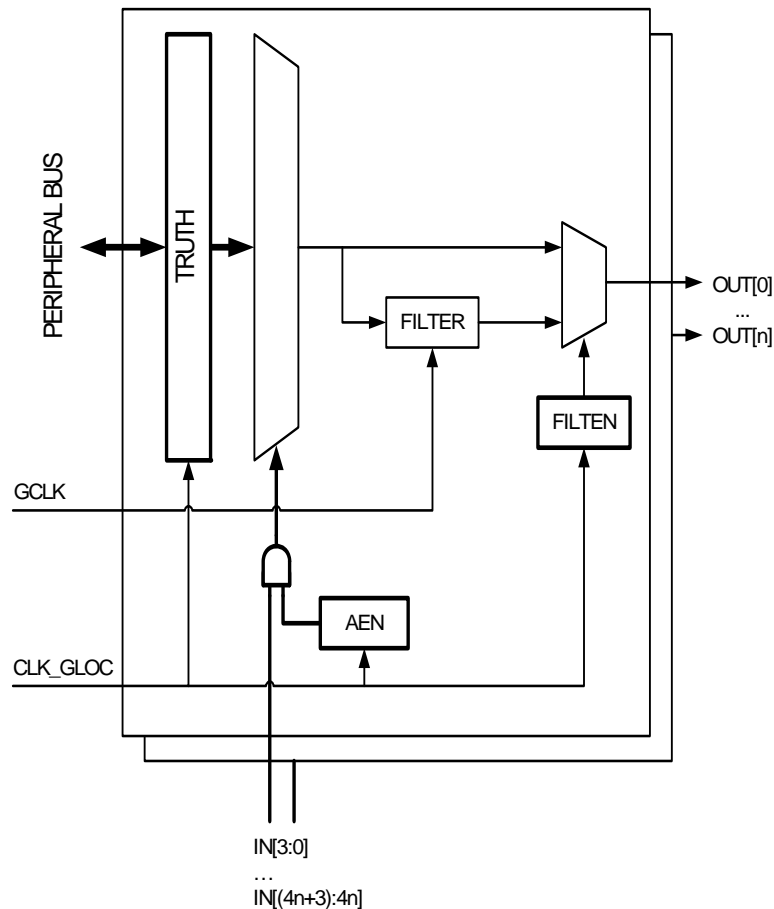 PERIPHERAL BUS
TRUTH
FILTER
OUT[0]
...
OUT[n]
FILTEN
GCLK
AEN
CLK_GLOC
IN[3:0]
...
IN[(4n+3):4n]